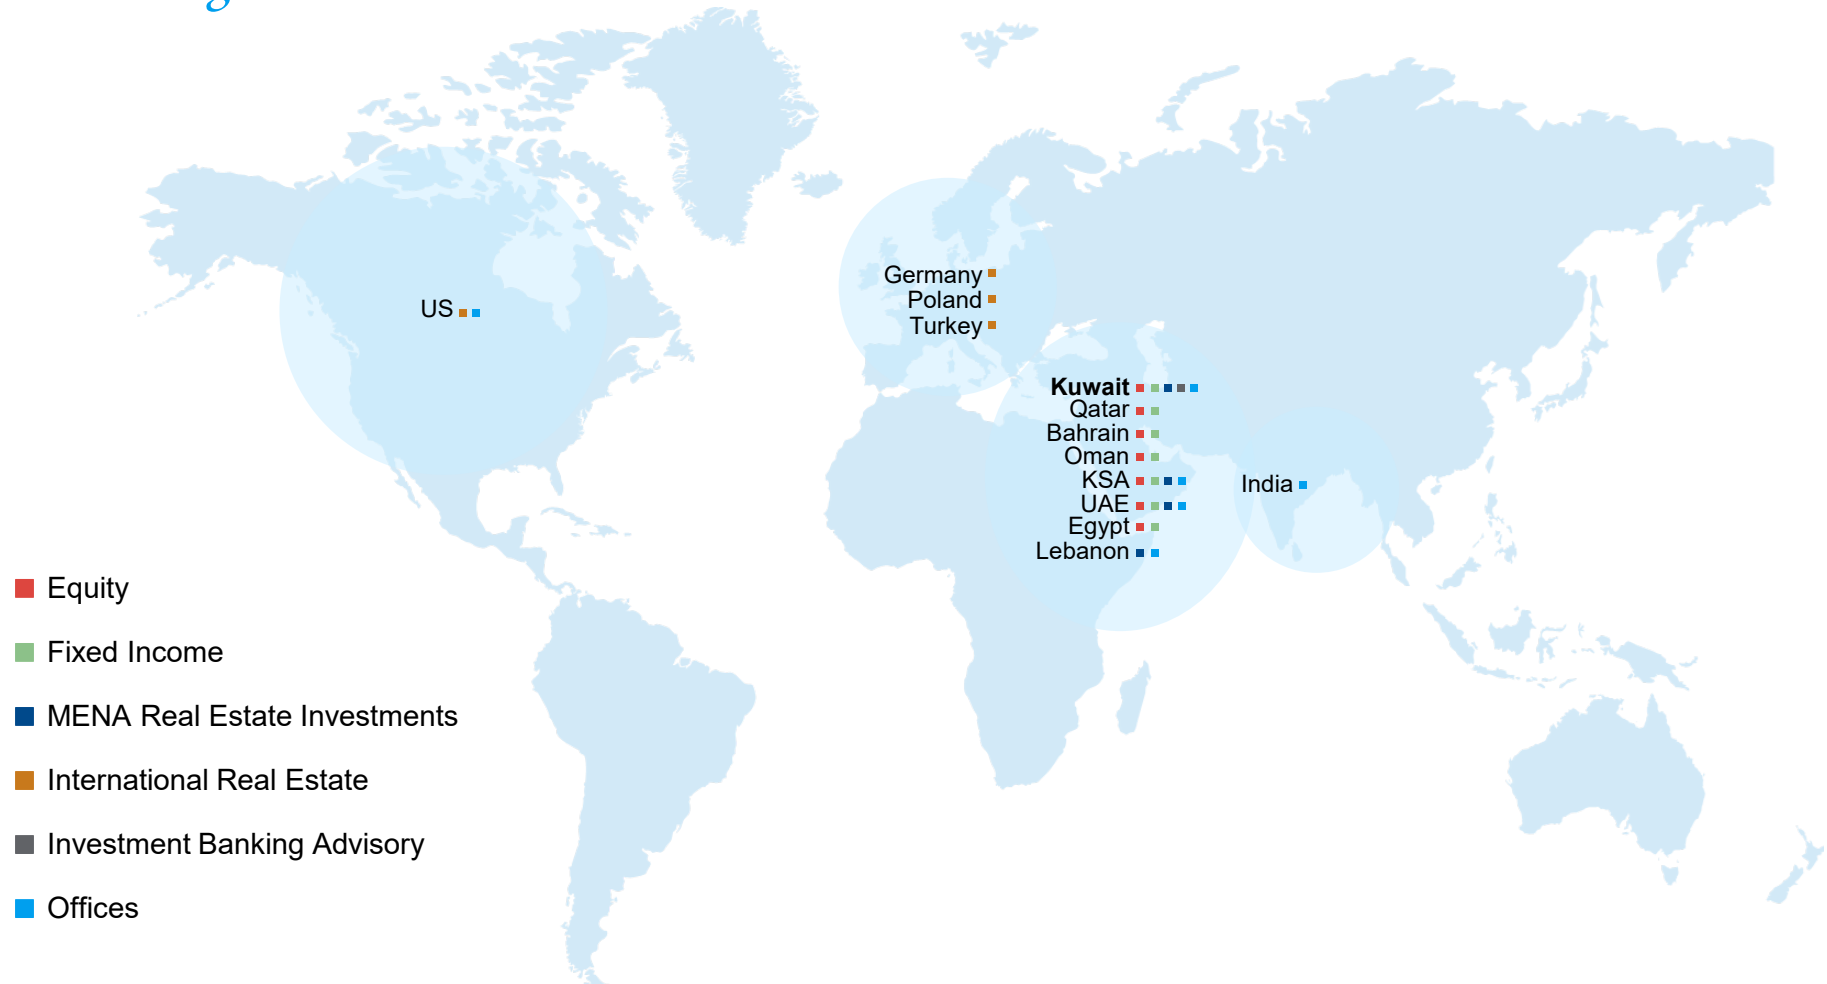 US
Germany
Poland
Turkey
Kuwait
Qatar
Bahrain
Oman
KSA
UAE
Egypt
Lebanon
India
Equity
Fixed Income
MENA Real Estate Investments
International Real Estate
Investment Banking Advisory
Offices